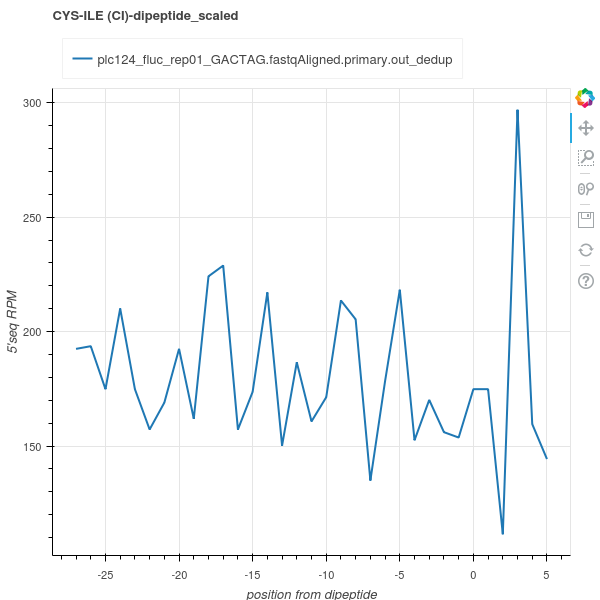 CYS-ILE (CI)-dipeptide_scaled
plc124_fluc_rep01_GACTAG.fastqAligned.primary.out_dedup
300
250
200
150
5'seq RPM
-25 -20 -15 -10 -5 0 5
position from dipeptide